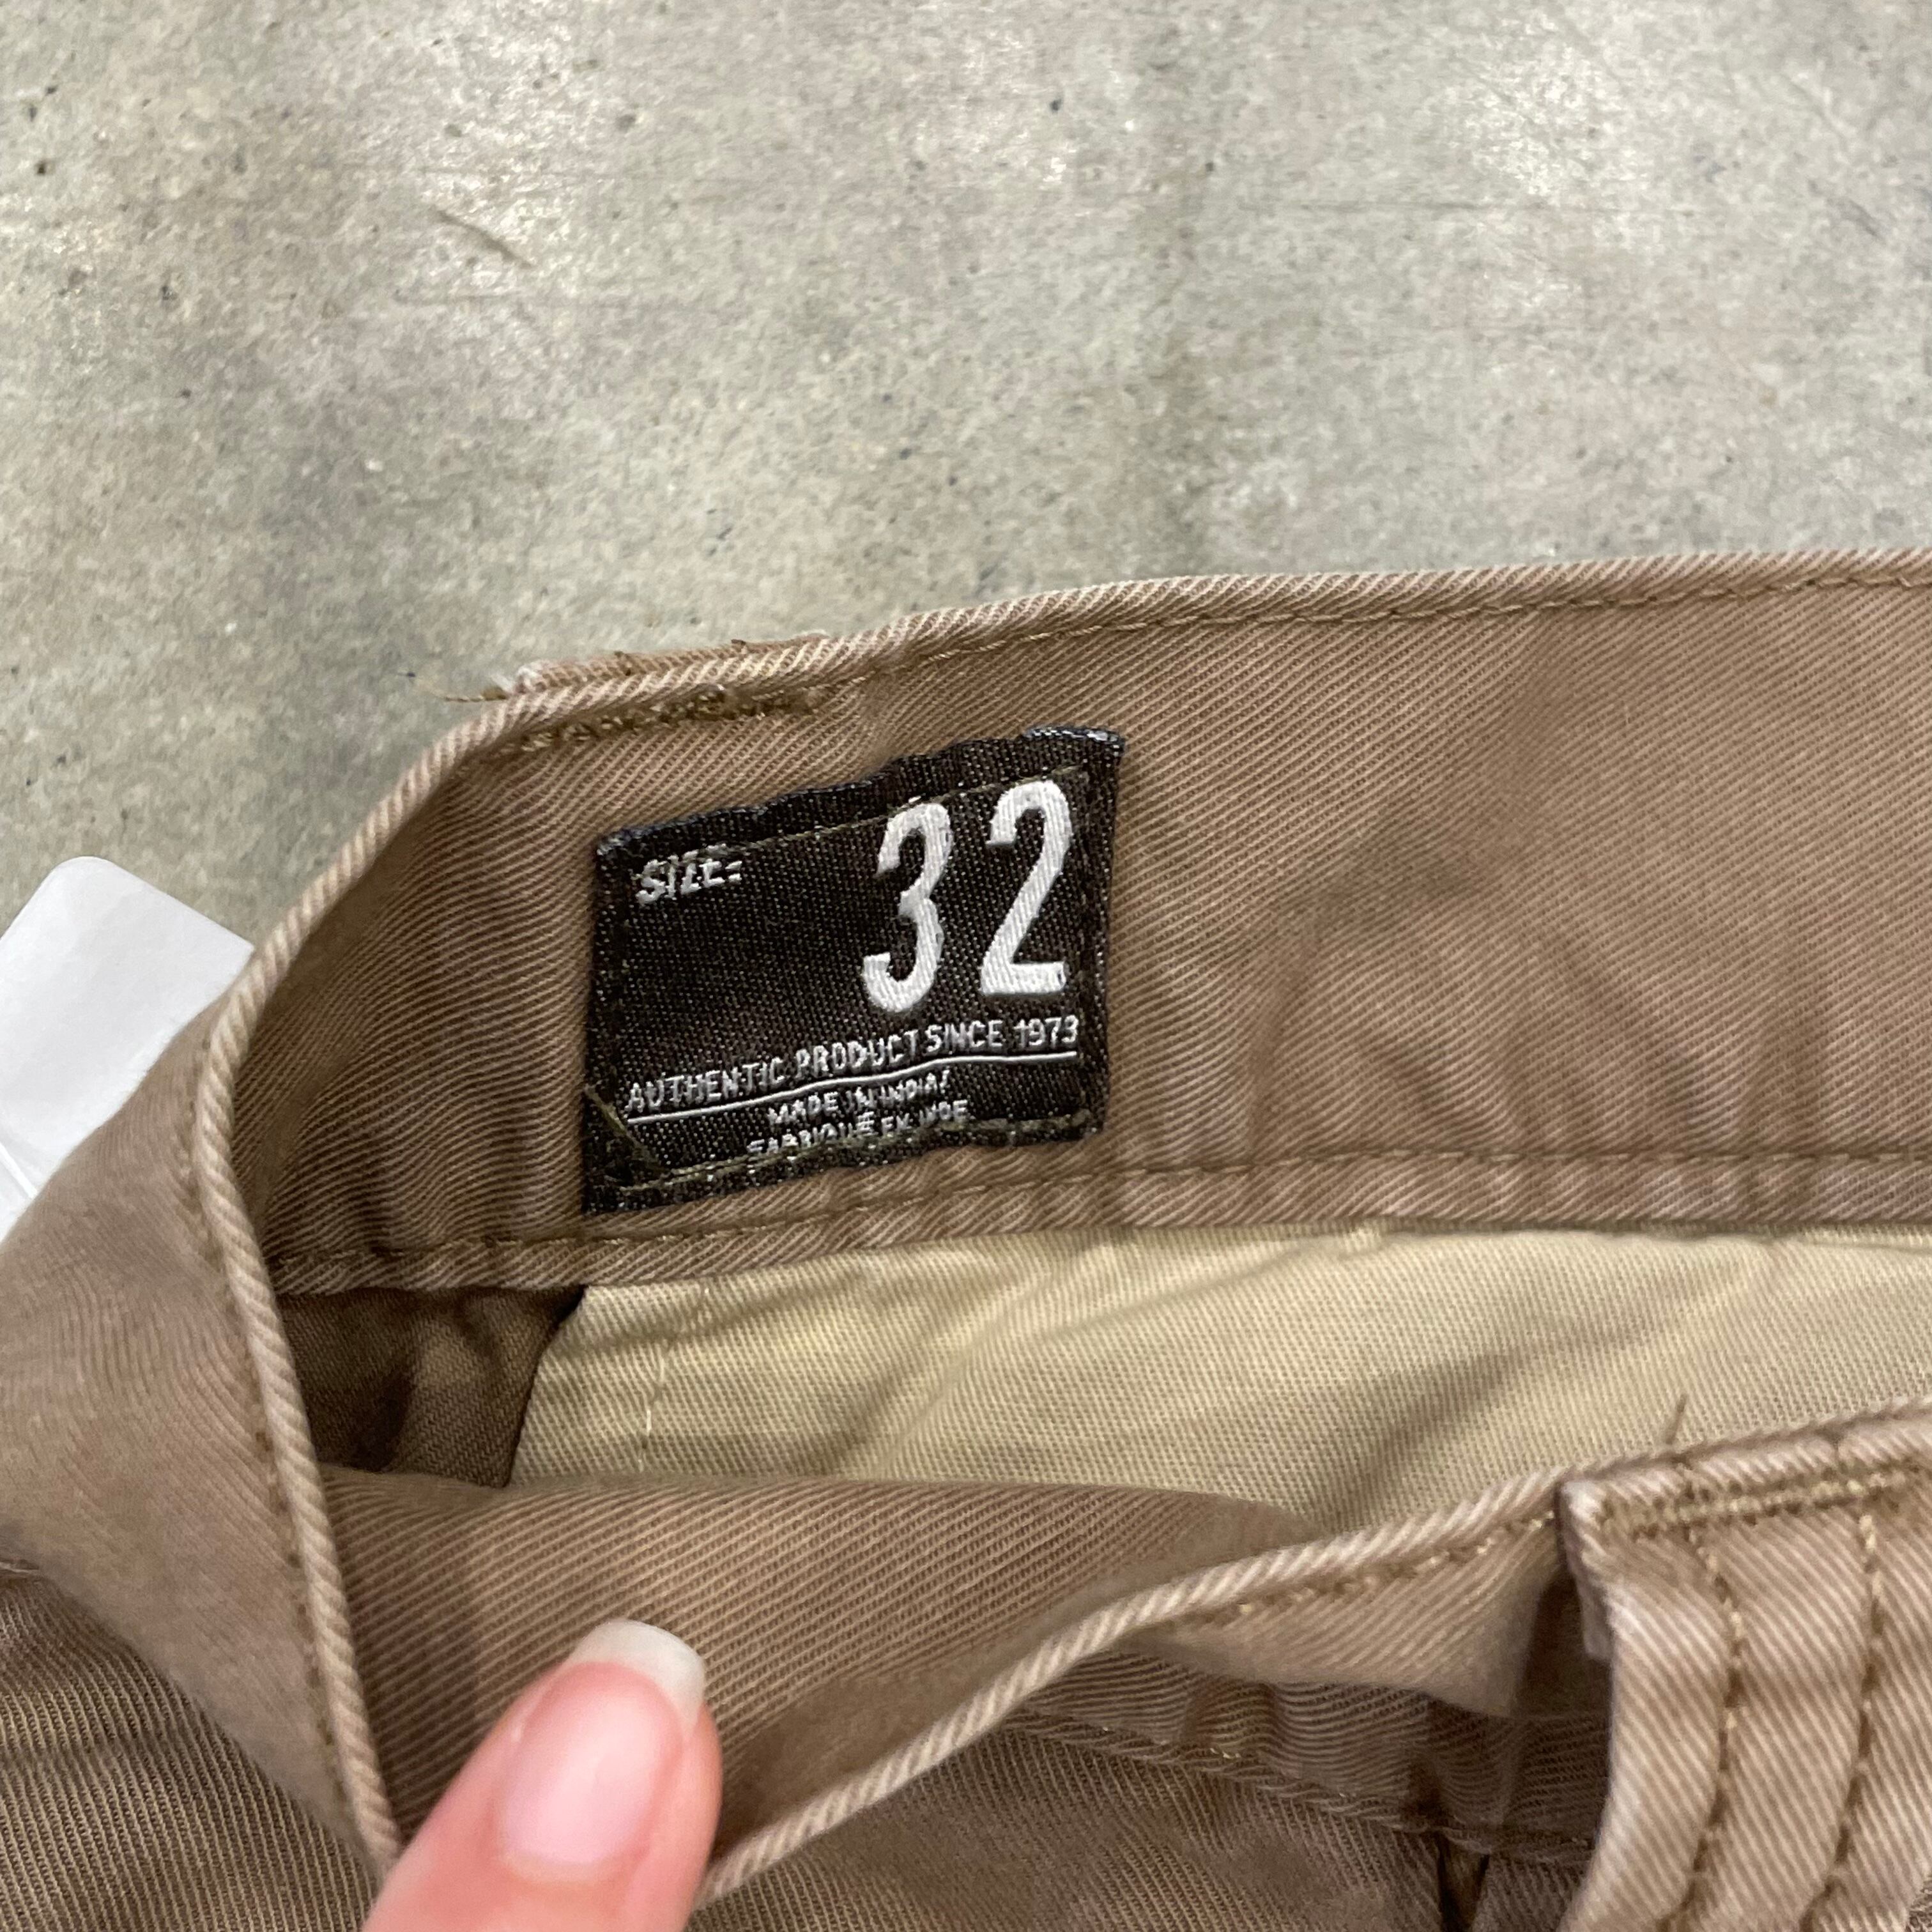 SIZE: 32
AUTHENTIC PRODUCT SINCE 1973
MADE IN INDIA/
FABRIQUÉ EN INDE